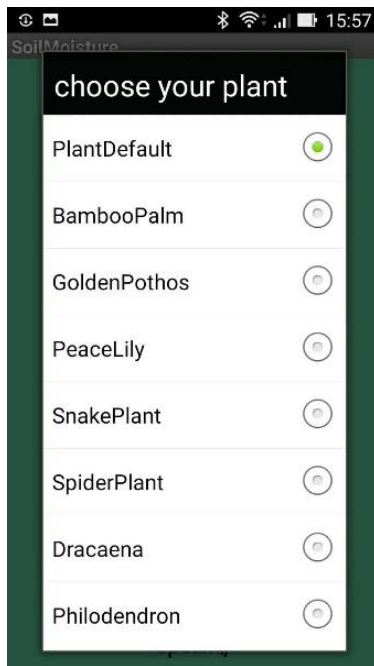 15:57
SoilMoisture
choose your plant
PlantDefault
BambooPalm
GoldenPothos
PeaceLily
SnakePlant
SpiderPlant
Dracaena
Philodendron